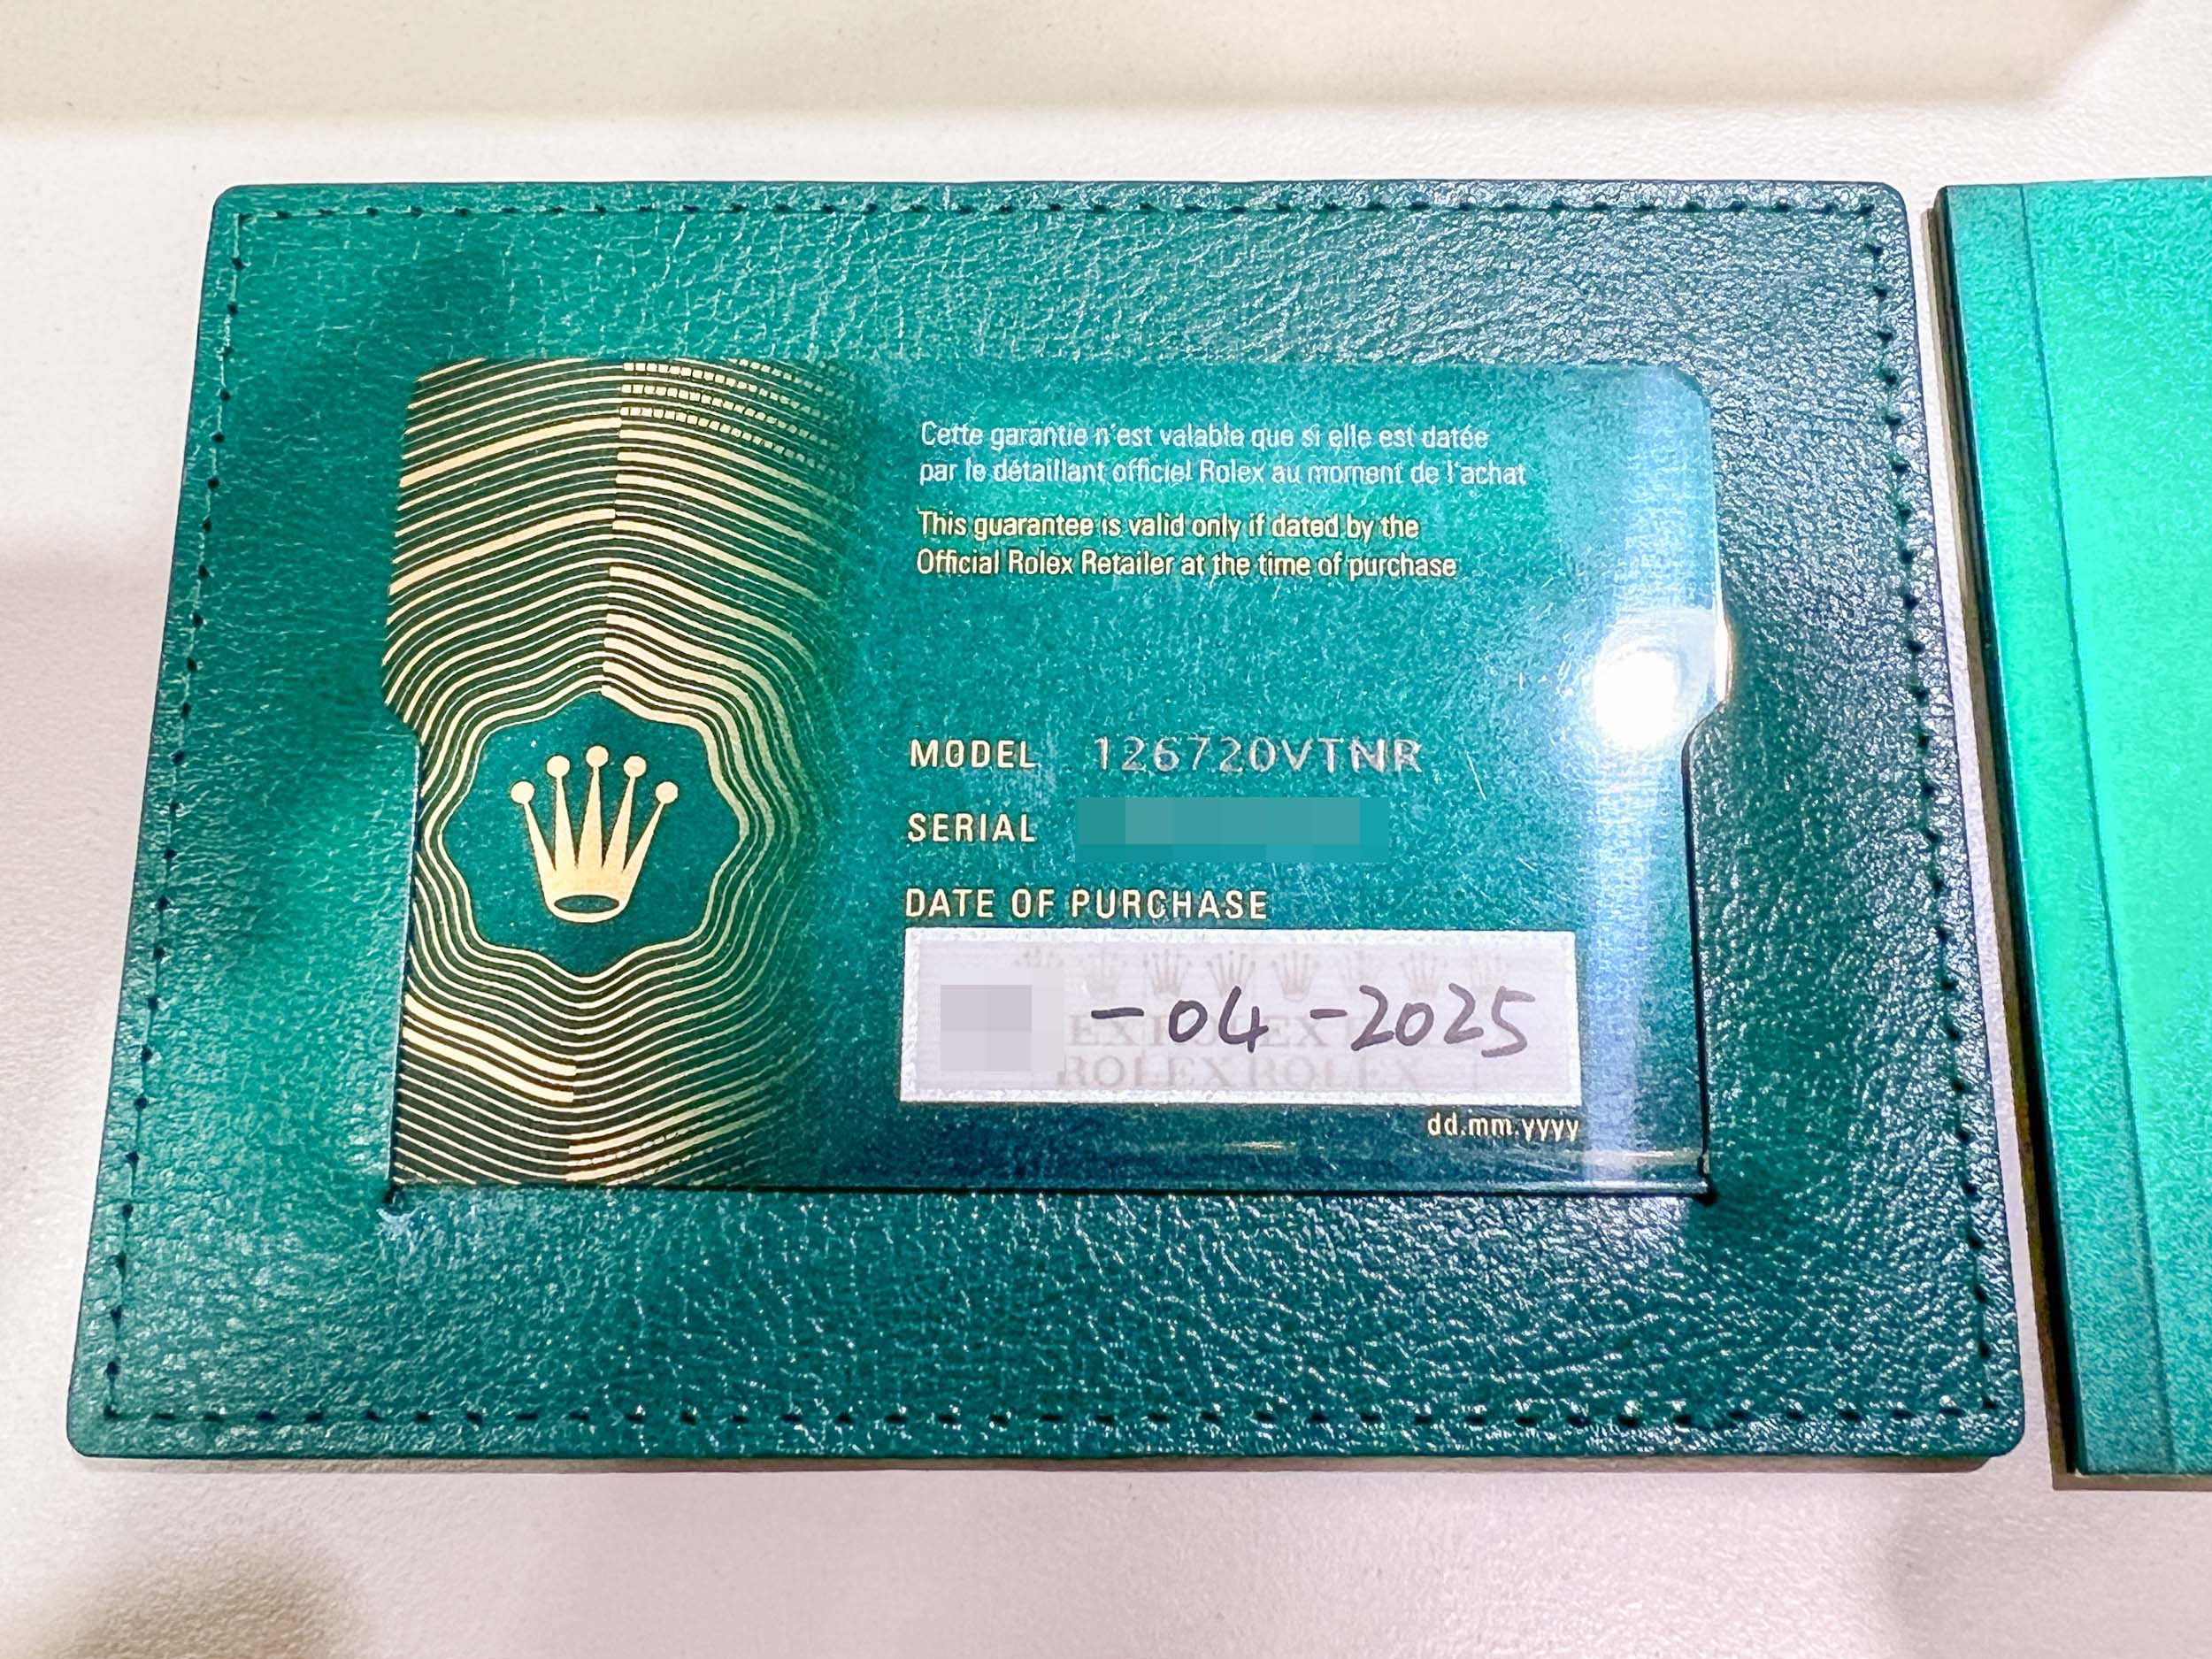 Cette garantie n'est valable que si elle est datée
par le détaillant officiel Rolex au moment de l'achat
This guarantee is valid only if dated by the
Official Rolex Retailer at the time of purchase
MODEL 126720VTNR
SERIAL
DATE OF PURCHASE
-04-2025
ROLEX ROLEX
dd.mm.yyyy